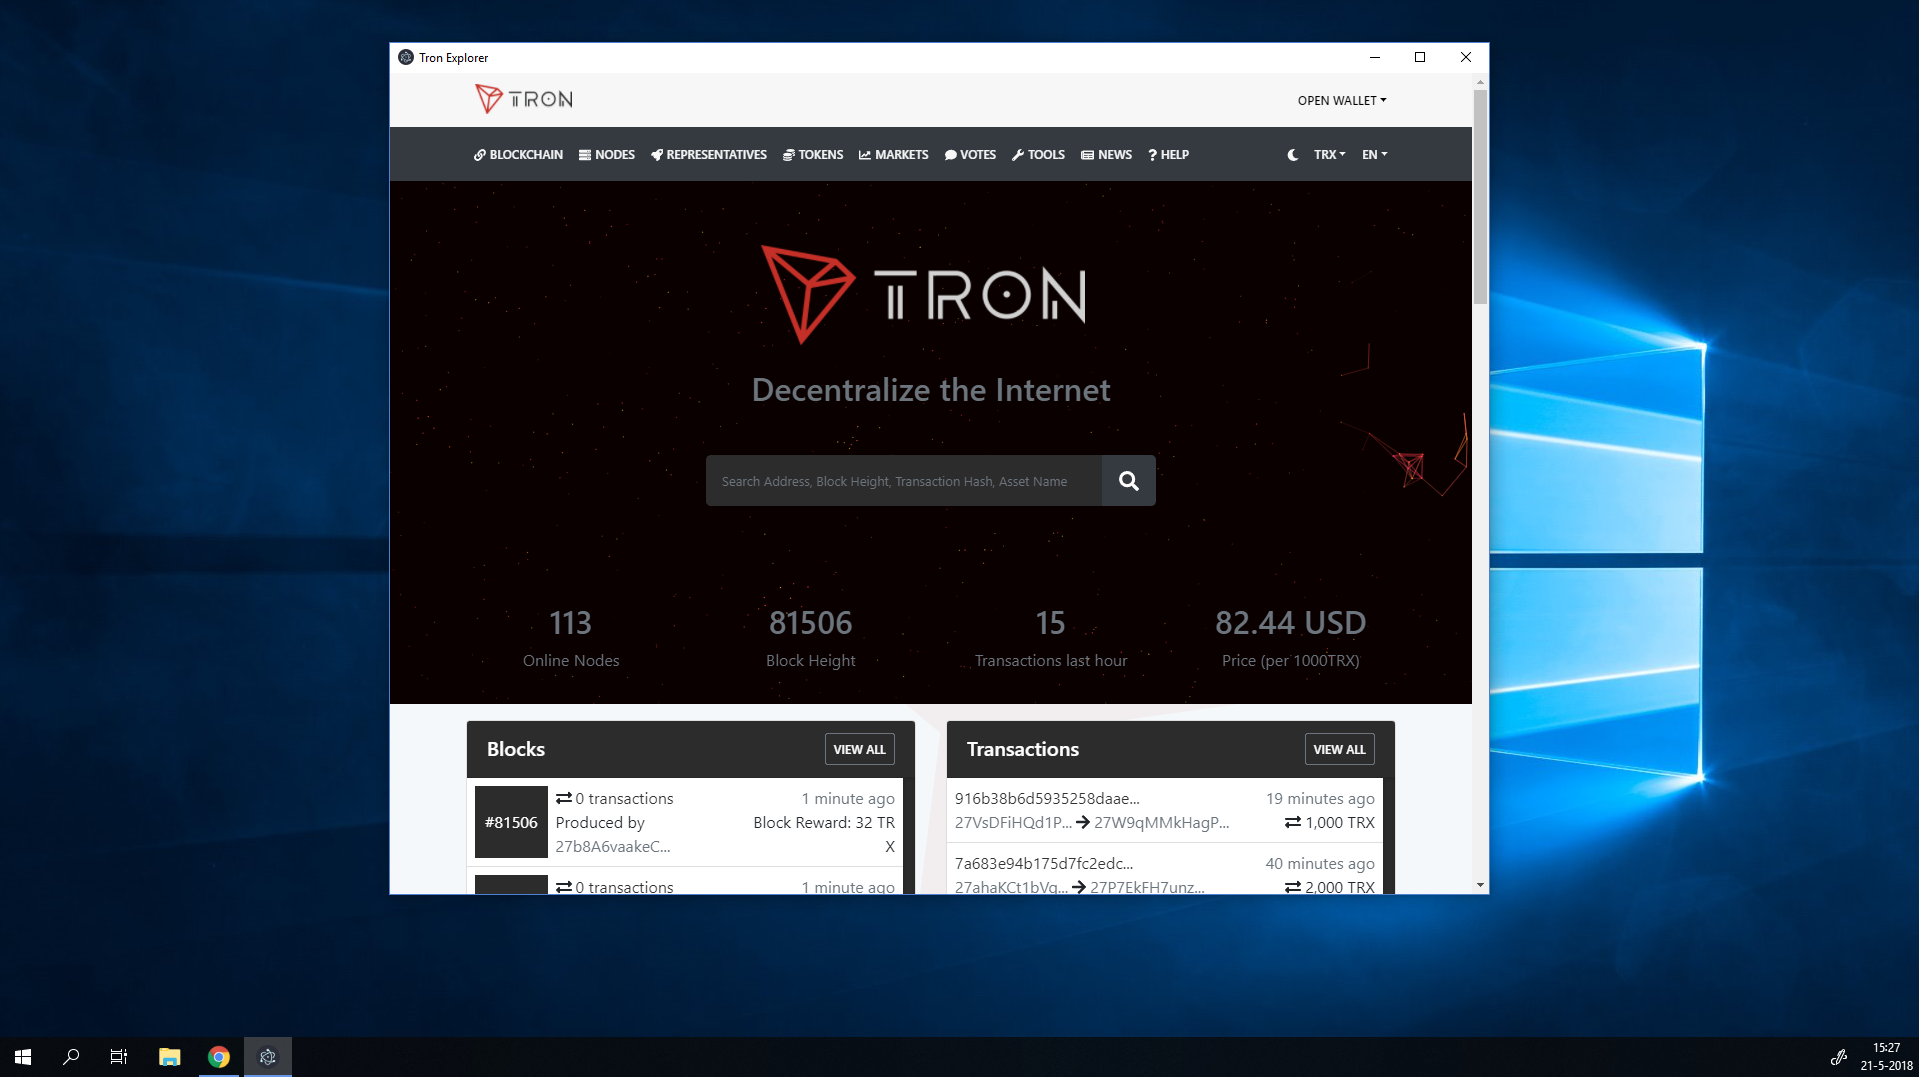 Tron Explorer
TRON
OPEN WALLET
BLOCKCHAIN NODES REPRESENTATIVES TOKENS MARKETS VOTES TOOLS NEWS HELP TRX EN
TRON
Decentralize the Internet
Search Address, Block Height, Transaction Hash, Asset Name
113 81506 15 82.44 USD
Online Nodes Block Height Transactions last hour Price (per 1000TRX)
Blocks VIEW ALL
#81506
0 transactions 1 minute ago
Produced by Block Reward: 32 TR
27b8A6vaakeC... X
0 transactions 1 minute ago
Transactions VIEW ALL
916b38b6d5935258daae... 19 minutes ago
27VsDFiHQd1P... 27W9qMMkHagP... 1,000 TRX
7a683e94b175d7fc2edc... 40 minutes ago
27ahaKCt1bVq... 27P7EkFH7unz... 2,000 TRX
15:27
21-5-2018